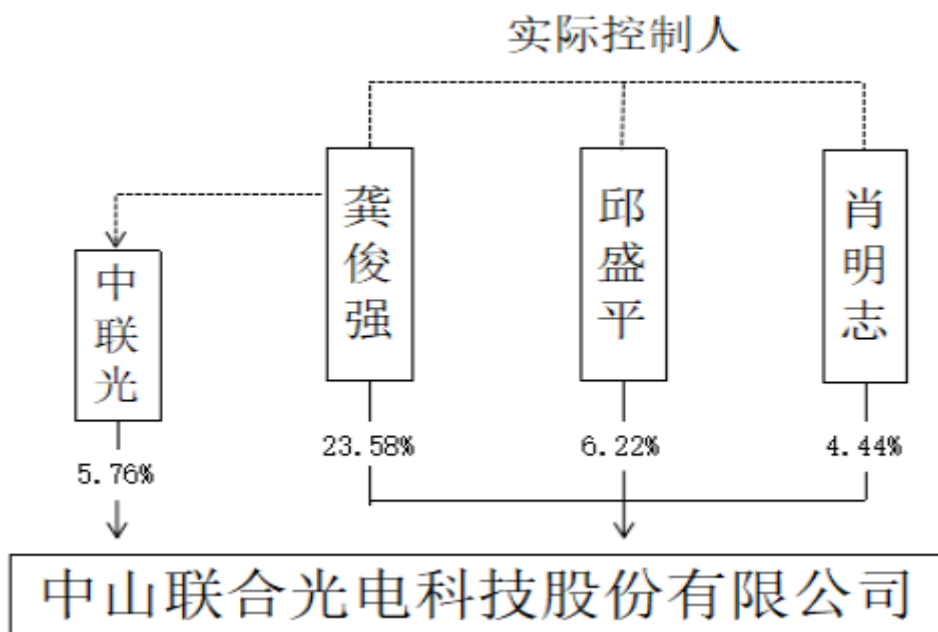 实际控制人
龚俊强
邱盛平
肖明志
中联光
23.58%
6.22%
4.44%
5.76%
中山联合光电科技股份有限公司